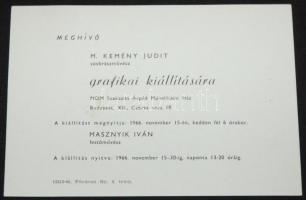 MEGHÍVÓ
M. KEMÉNY JUDIT
szobrászművész
grafikai kiállítására
MOM Szakasits Árpád Művelődési Ház
Budapest, XII., Csörsz utca 18.
A kiállítást megnyitja: 1966. november 15-én, kedden fél 6 órakor
MASZNYIK IVÁN
festőművész
A kiállítás nyitva: 1966. november 15–30-ig, naponta 13-20 óráig.